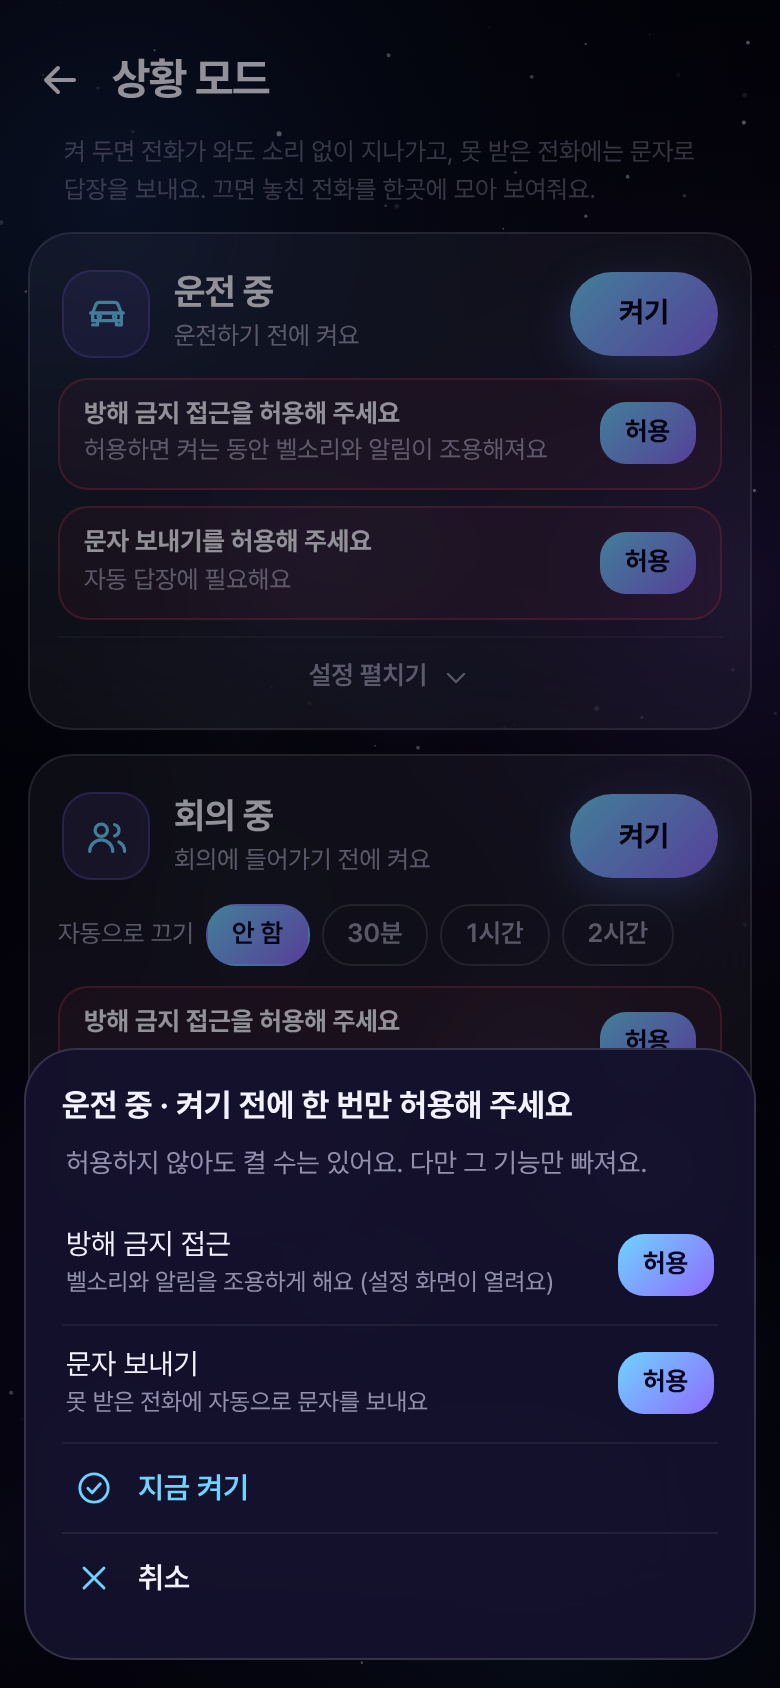 상황 모드
켜 두면 전화가 와도 소리 없이 지나가고, 못 받은 전화에는 문자로
답장을 보내요. 끄면 놓친 전화를 한곳에 모아 보여줘요.
운전 중
운전하기 전에 켜요
켜기
방해 금지 접근을 허용해 주세요
허용하면 켜는 동안 벨소리와 알림이 조용해져요
허용
문자 보내기를 허용해 주세요
자동 답장에 필요해요
허용
설정 펼치기
회의 중
회의에 들어가기 전에 켜요
켜기
자동으로 끄기 안 함 30분 1시간 2시간
방해 금지 접근을 허용해 주세요
허용
운전 중 · 켜기 전에 한 번만 허용해 주세요
허용하지 않아도 켤 수는 있어요. 다만 그 기능만 빠져요.
방해 금지 접근
벨소리와 알림을 조용하게 해요 (설정 화면이 열려요)
허용
문자 보내기
못 받은 전화에 자동으로 문자를 보내요
허용
지금 켜기
취소